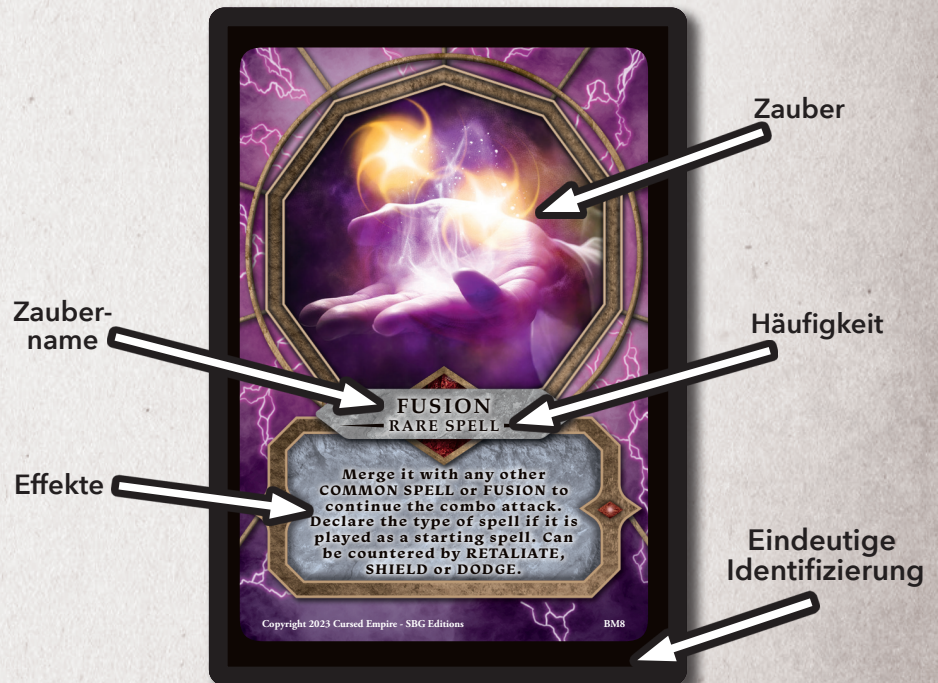 Zauber
Zauber-
name
Häufigkeit
FUSION
RARE SPELL
Effekte
Merge it with any other
COMMON SPELL or FUSION to
continue the combo attack.
Declare the type of spell if it is
played as a starting spell. Can
be countered by RETALIATE,
SHIELD or DODGE.
Eindeutige
Identifizierung
Copyright 2023 Cursed Empire - SBG Editions
BM8